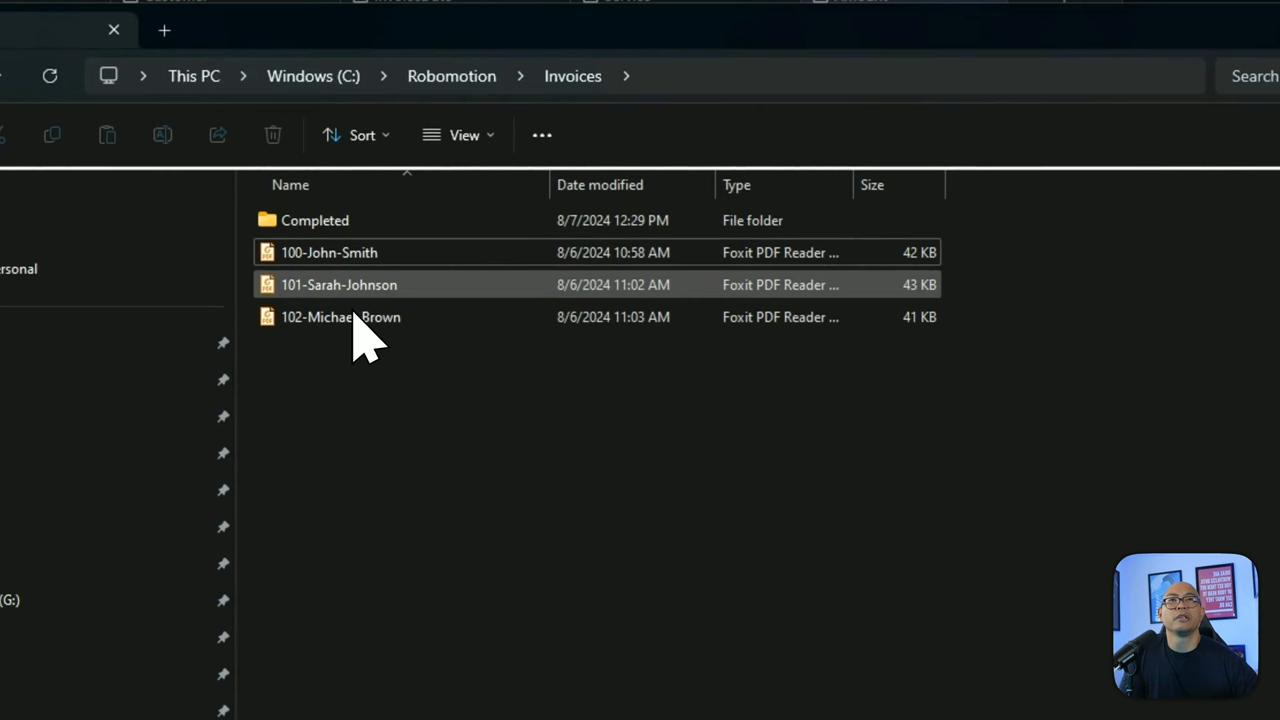 This PC > Windows (C:) > Robomotion > Invoices >
Search
Sort
View
Name Date modified Type Size
Completed 8/7/2024 12:29 PM File folder
100-John-Smith 8/6/2024 10:58 AM Foxit PDF Reader ... 42 KB
ersonal
101-Sarah-Johnson 8/6/2024 11:02 AM Foxit PDF Reader ... 43 KB
102-Michael-Brown 8/6/2024 11:03 AM Foxit PDF Reader ... 41 KB
(G:)